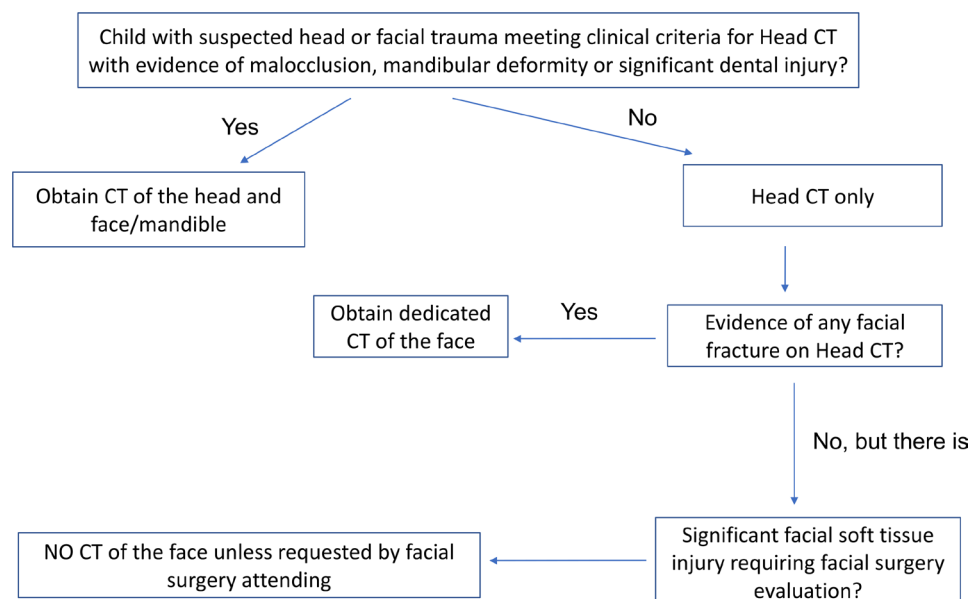 Child with suspected head or facial trauma meeting clinical criteria for Head CT
with evidence of malocclusion, mandibular deformity or significant dental injury?
Yes
No
Obtain CT of the head and
face/mandible
Head CT only
Obtain dedicated
CT of the face
Yes
Evidence of any facial
fracture on Head CT?
No, but there is
NO CT of the face unless requested by facial
surgery attending
Significant facial soft tissue
injury requiring facial surgery
evaluation?